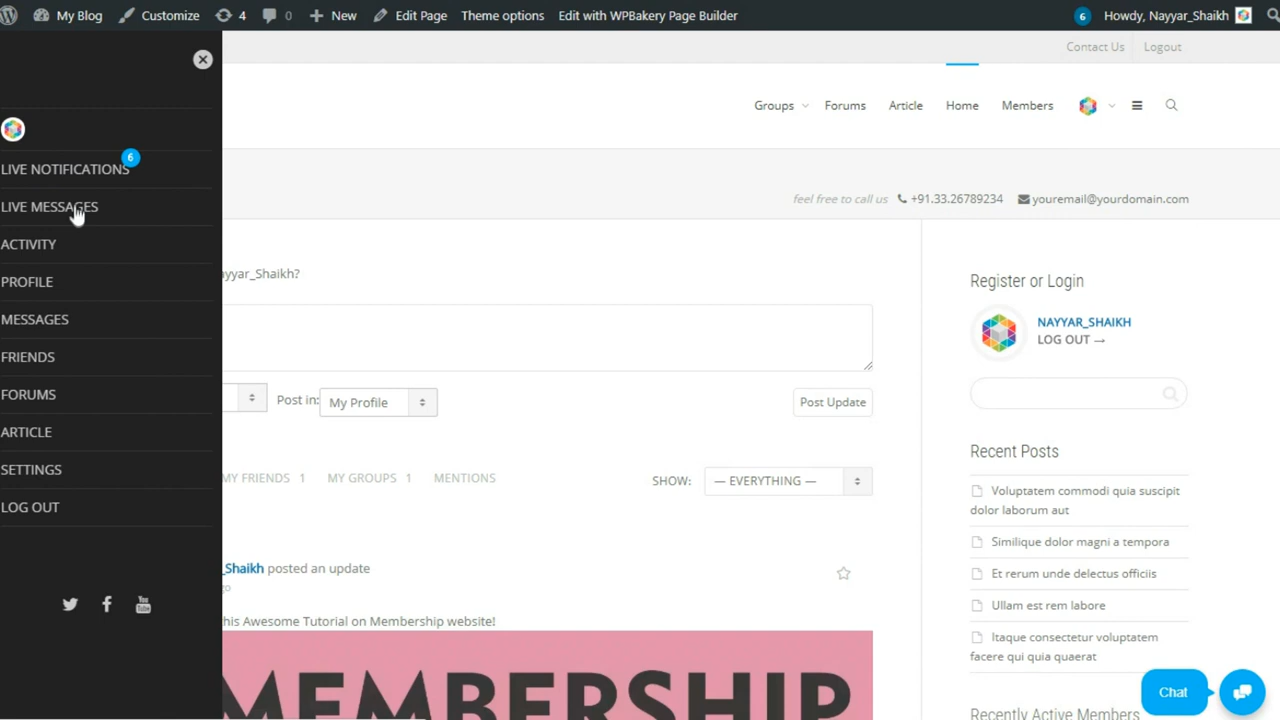 My Blog Customize 4 0 New Edit Page Theme options Edit with WPBakery Page Builder 6 Howdy, Nayyar_Shaikh
Contact Us Logout
Groups Forums Article Home Members
feel free to call us +91.33.26789234 youremail@yourdomain.com
LIVE NOTIFICATIONS 6
LIVE MESSAGES
ACTIVITY
PROFILE
MESSAGES
FRIENDS
FORUMS
ARTICLE
SETTINGS
LOG OUT
ayyar_Shaikh?
Post in: My Profile Post Update
MY FRIENDS 1 MY GROUPS 1 MENTIONS SHOW: — EVERYTHING —
_Shaikh posted an update
go
his Awesome Tutorial on Membership website!
MEMBERSHIP
Register or Login
NAYYAR_SHAIKH
LOG OUT →
Recent Posts
Voluptatem commodi quia suscipit
dolor laborum aut
Similique dolor magni a tempora
Et rerum unde delectus officiis
Ullam est rem labore
Itaque consectetur voluptatem
facere qui quia quaerat
Recently Active Members
Chat